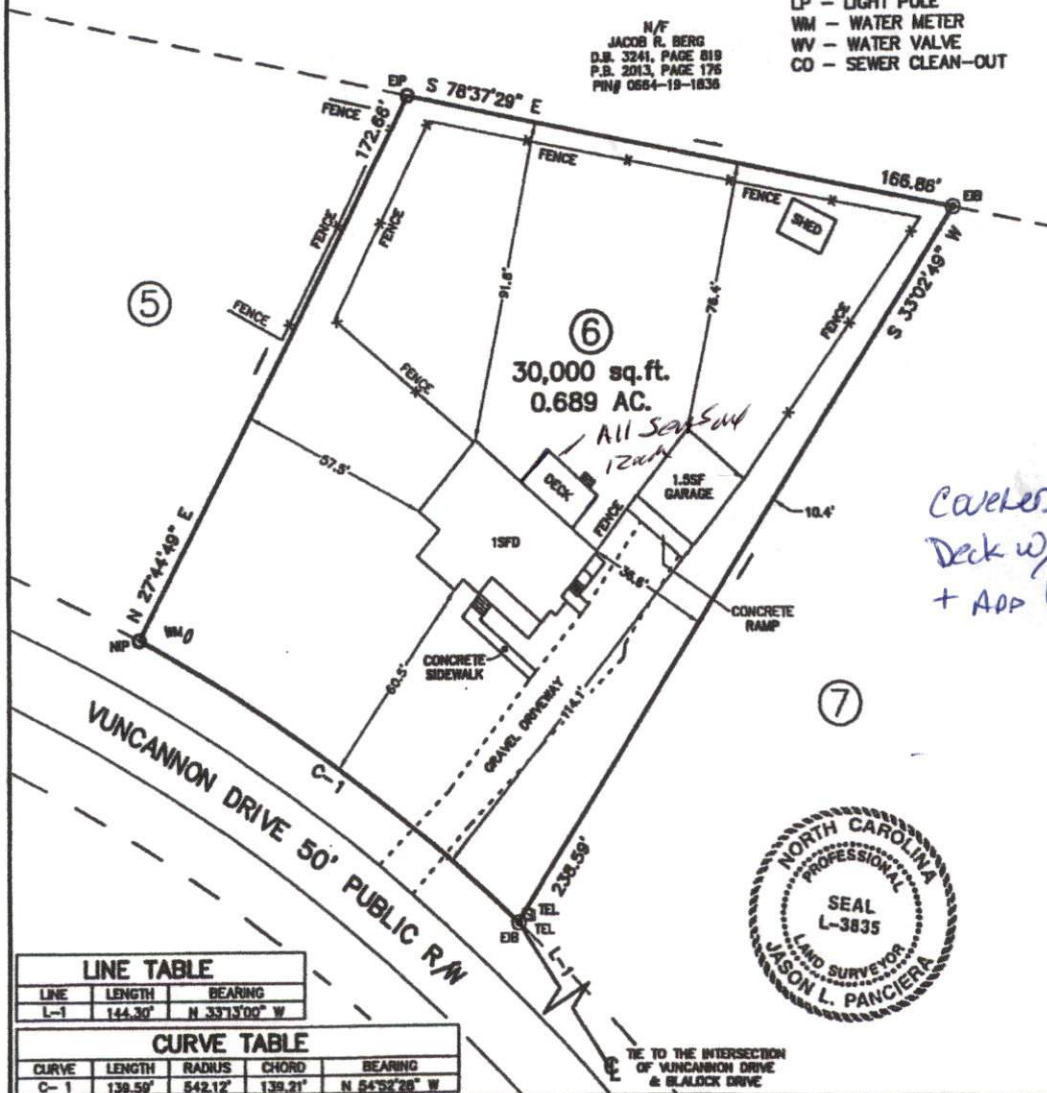 LP - LIGHT POLE
WM - WATER METER
WV - WATER VALVE
CO - SEWER CLEAN-OUT
N/F
JACOB R. BERG
D.B. 3241, PAGE 819
P.B. 2013, PAGE 176
PIN# 0664-19-1836
EIP
S 78°37'29" E
FENCE
172.66'
FENCE
166.86'
FENCE
EIB
SHED
FENCE
FENCE
S 33°02'49" W
5
FENCE
91.6'
76.4'
FENCE
6
30,000 sq.ft.
0.689 AC.
FENCE
All
DECK
1.5SF
GARAGE
57.5'
FENCE
10.4'
Deck w/
+ ADD
1SFD
N 27°44'49" E
36.6'
CONCRETE
RAMP
NIP
WM
CONCRETE
SIDEWALK
60.5'
7
GRAVEL DRIVEWAY
114.1'
C-1
VUNCANNON DRIVE 50' PUBLIC R/W
238.59'
NORTH CAROLINA
PROFESSIONAL
SEAL
L-3835
LAND SURVEYOR
JASON L. PANCIERA
TEL
EIB
TEL
L-1
LINE TABLE
LINE LENGTH BEARING
L-1 144.30' N 33°13'00" W
CURVE TABLE
CURVE LENGTH RADIUS CHORD BEARING
C- 1 139.59' 542.12' 139.21' N 54°52'28" W
TIE TO THE INTERSECTION
OF VUNCANNON DRIVE
& BLALOCK DRIVE